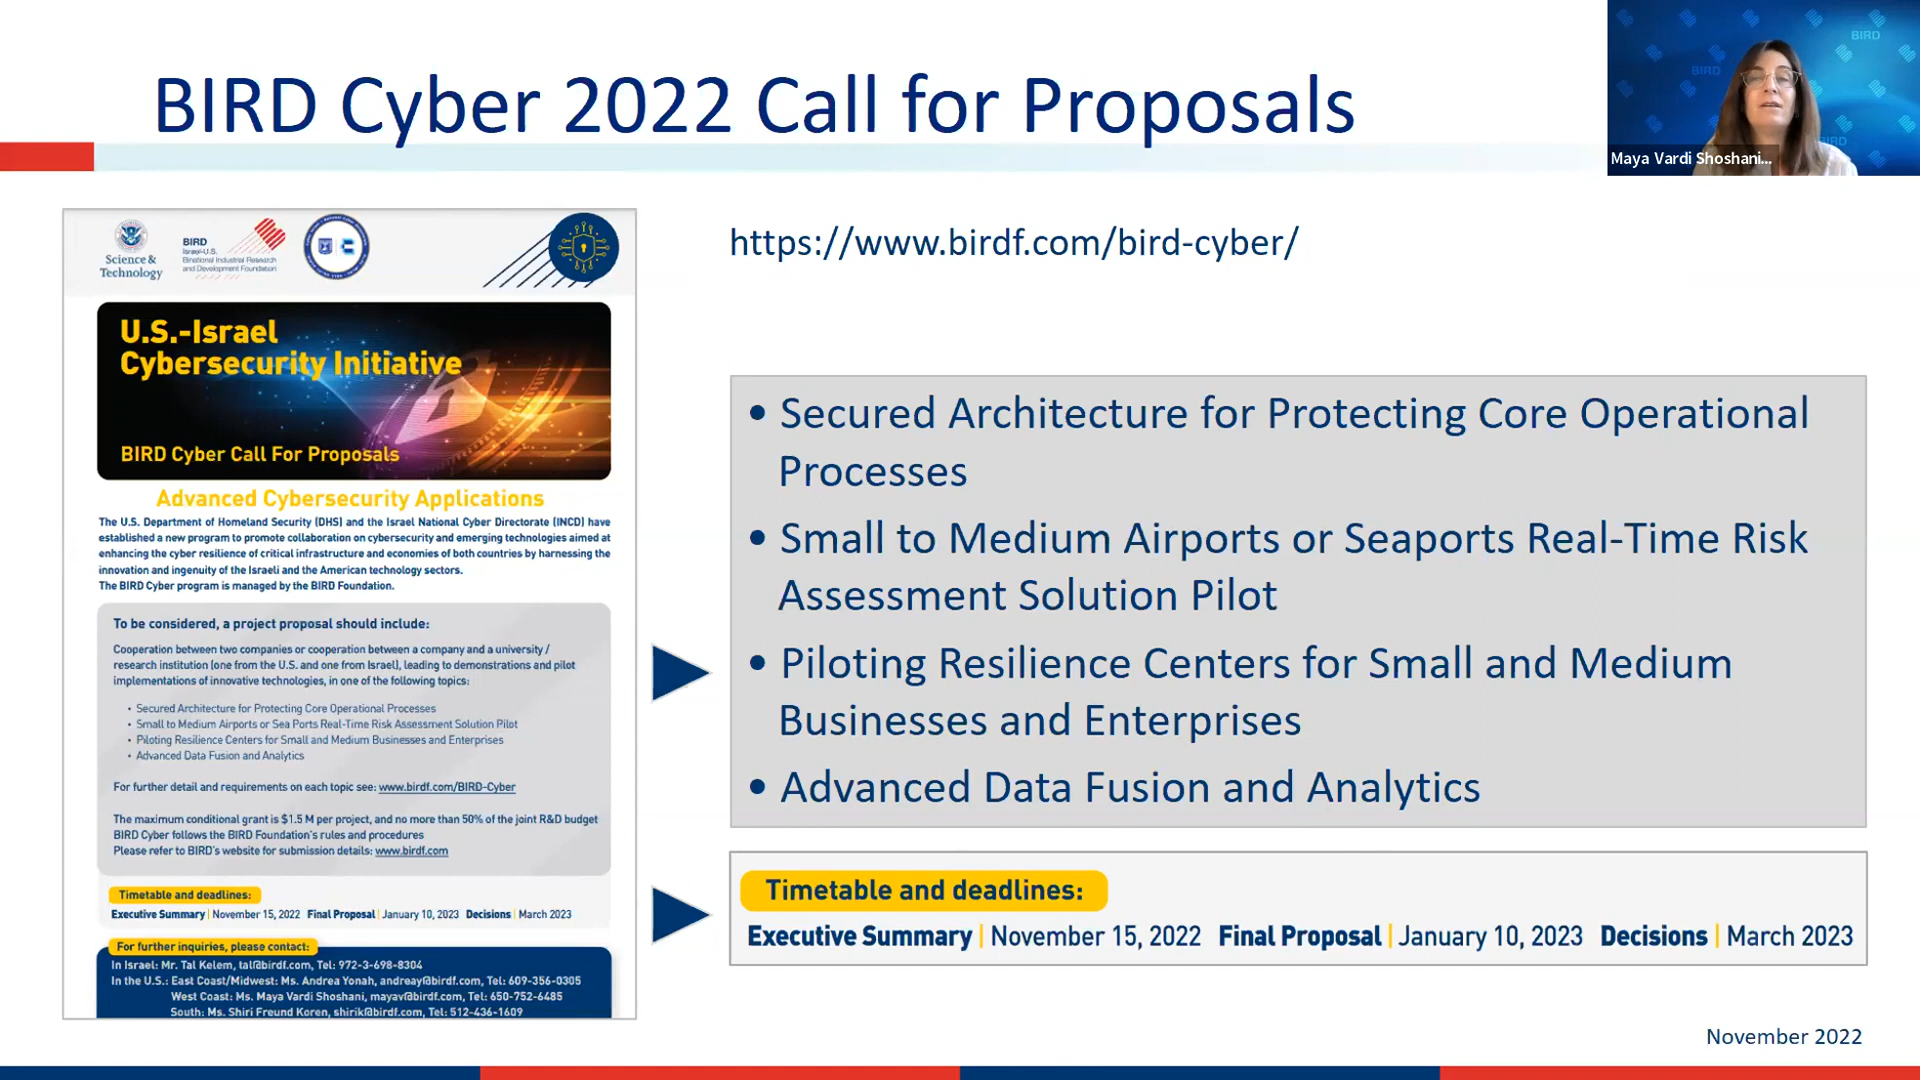 BIRD Cyber 2022 Call for Proposals
BIRD
BIRD
BIRD
Maya Vardi Shoshani...
https://www.birdf.com/bird-cyber/
Science &
Technology
BIRD
Israel-U.S.
Binational Industrial Research
and Development Foundation
U.S.-Israel
Cybersecurity Initiative
BIRD Cyber Call For Proposals
Advanced Cybersecurity Applications
The U.S. Department of Homeland Security (DHS) and the Israel National Cyber Directorate (INCD) have
established a new program to promote collaboration on cybersecurity and emerging technologies aimed at
enhancing the cyber resilience of critical infrastructure and economies of both countries by harnessing the
innovation and ingenuity of the Israeli and the American technology sectors.
The BIRD Cyber program is managed by the BIRD Foundation.
To be considered, a project proposal should include:
Cooperation between two companies or cooperation between a company and a university /
research institution (one from the U.S. and one from Israel), leading to demonstrations and pilot
implementations of innovative technologies, in one of the following topics:
• Secured Architecture for Protecting Core Operational Processes
• Small to Medium Airports or Sea Ports Real-Time Risk Assessment Solution Pilot
• Piloting Resilience Centers for Small and Medium Businesses and Enterprises
• Advanced Data Fusion and Analytics
For further detail and requirements on each topic see: www.birdf.com/BIRD-Cyber
The maximum conditional grant is $1.5 M per project, and no more than 50% of the joint R&D budget
BIRD Cyber follows the BIRD Foundation's rules and procedures
Please refer to BIRD's website for submission details: www.birdf.com
Timetable and deadlines:
Executive Summary | November 15, 2022 Final Proposal | January 10, 2023 Decisions | March 2023
For further inquiries, please contact:
In Israel: Mr. Tal Kelem, tal@birdf.com, Tel: 972-3-698-8304
In the U.S.: East Coast/Midwest: Ms. Andrea Yonah, andreay@birdf.com, Tel: 609-356-0305
West Coast: Ms. Maya Vardi Shoshani, mayav@birdf.com, Tel: 650-752-6485
South: Ms. Shiri Freund Koren, shirik@birdf.com, Tel: 512-436-1609
• Secured Architecture for Protecting Core Operational
Processes
• Small to Medium Airports or Seaports Real-Time Risk
Assessment Solution Pilot
• Piloting Resilience Centers for Small and Medium
Businesses and Enterprises
• Advanced Data Fusion and Analytics
Timetable and deadlines:
Executive Summary | November 15, 2022 Final Proposal | January 10, 2023 Decisions | March 2023
November 2022